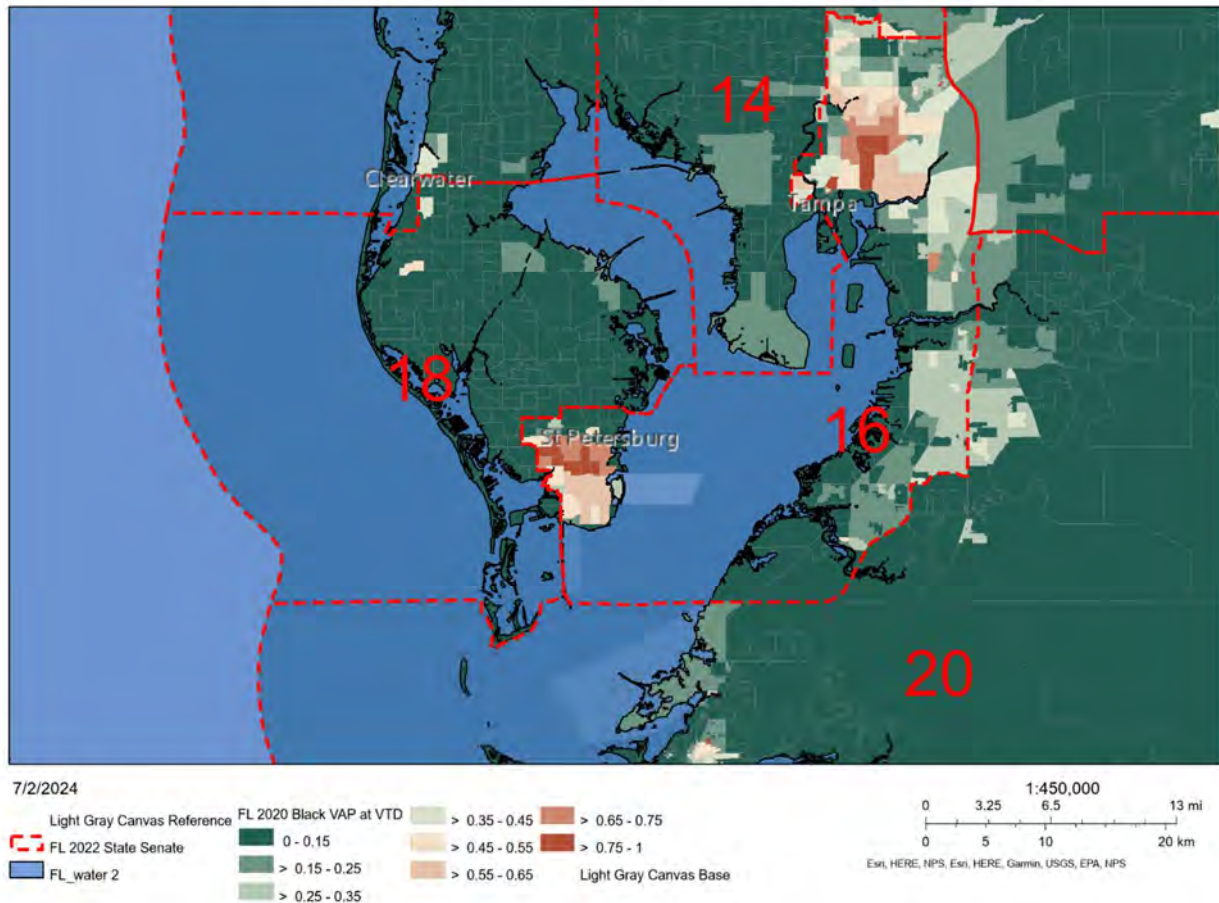 14
Clearwater
Tampa
18
16
St Petersburg
20
7/2/2024
Light Gray Canvas Reference
FL 2022 State Senate
FL_water 2
FL 2020 Black VAP at VTD
0 - 0.15
> 0.15 - 0.25
> 0.25 - 0.35
> 0.35 - 0.45
> 0.45 - 0.55
> 0.55 - 0.65
> 0.65 - 0.75
> 0.75 - 1
Light Gray Canvas Base
1:450,000
0 3.25 6.5 13 mi
0 5 10 20 km
Esri, HERE, NPS, Esri, HERE, Garmin, USGS, EPA, NPS